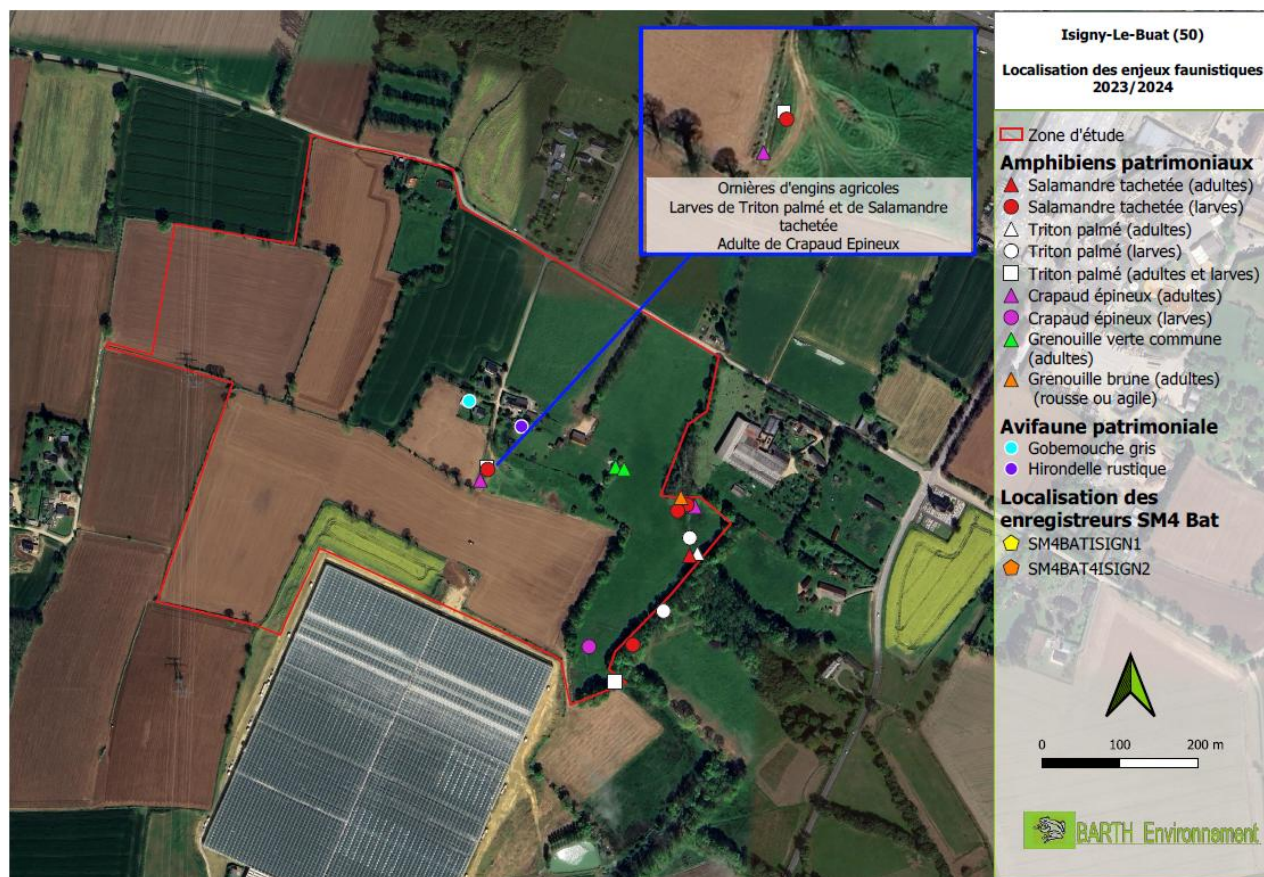 Isigny-Le-Buat (50)
Localisation des enjeux faunistiques
2023/2024
Ornières d'engins agricoles
Larves de Triton palmé et de Salamandre
tachetée
Adulte de Crapaud Epineux
Zone d'étude
Amphibiens patrimoniaux
Salamandre tachetée (adultes)
Salamandre tachetée (larves)
Triton palmé (adultes)
Triton palmé (larves)
Triton palmé (adultes et larves)
Crapaud épineux (adultes)
Crapaud épineux (larves)
Grenouille verte commune
(adultes)
Grenouille brune (adultes)
(rousse ou agile)
Avifaune patrimoniale
Gobemouche gris
Hirondelle rustique
Localisation des
enregistreurs SM4 Bat
SM4BATISIGN1
SM4BAT4ISIGN2
0 100 200 m
BARTH Environnement